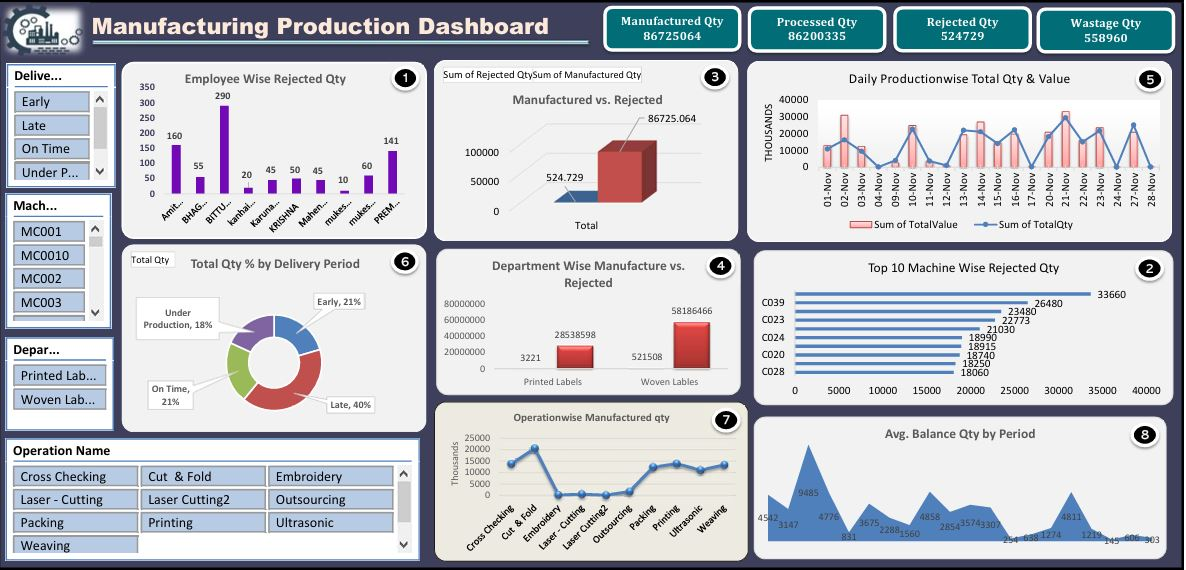 Manufacturing Production Dashboard
Manufactured Qty
86725064
Processed Qty
86200335
Rejected Qty
524729
Wastage Qty
558960
Delive...
Early
Late
On Time
Under P...
Mach...
MC001
MC0010
MC002
MC003
Depar...
Printed Lab...
Woven Lab...
Operation Name
Cross Checking
Cut & Fold
Embroidery
Laser - Cutting
Laser Cutting2
Outsourcing
Packing
Printing
Ultrasonic
Weaving
Employee Wise Rejected Qty
1
350
300
250
200
150
100
50
0
160
55
290
20
45
50
45
10
60
141
Amit...
BHAG...
BITTU...
kanhai...
Karuna...
KRISHNA
Mahen...
mukes...
mukes...
PREM...
Sum of Rejected QtySum of Manufactured Qty
3
Manufactured vs. Rejected
86725.064
524.729
100000
50000
0
Total
Daily Productionwise Total Qty & Value
5
THOUSANDS
40000
30000
20000
10000
0
01-Nov
02-Nov
03-Nov
04-Nov
09-Nov
10-Nov
11-Nov
12-Nov
13-Nov
14-Nov
15-Nov
16-Nov
17-Nov
20-Nov
21-Nov
22-Nov
23-Nov
24-Nov
27-Nov
28-Nov
Sum of TotalValue
Sum of TotalQty
Total Qty
6
Total Qty % by Delivery Period
Early, 21%
Under
Production, 18%
On Time,
21%
Late, 40%
Department Wise Manufacture vs.
Rejected
4
80000000
60000000
40000000
20000000
0
3221
28538598
521508
58186466
Printed Labels
Woven Lables
Top 10 Machine Wise Rejected Qty
2
33660
C039
26480
23480
C023
22773
21030
C024
18990
18915
C020
18740
18250
C028
18060
0
5000
10000
15000
20000
25000
30000
35000
40000
Operationwise Manufactured qty
7
Thousands
25000
20000
15000
10000
5000
0
Cross Checking
Cut & Fold
Embroidery
Laser - Cutting
Laser Cutting2
Outsourcing
Packing
Printing
Ultrasonic
Weaving
Avg. Balance Qty by Period
8
4542
3147
9485
4776
831
3675
2288
1560
4858
2854
3574
3307
254
638
1274
4811
1219
145
606
303